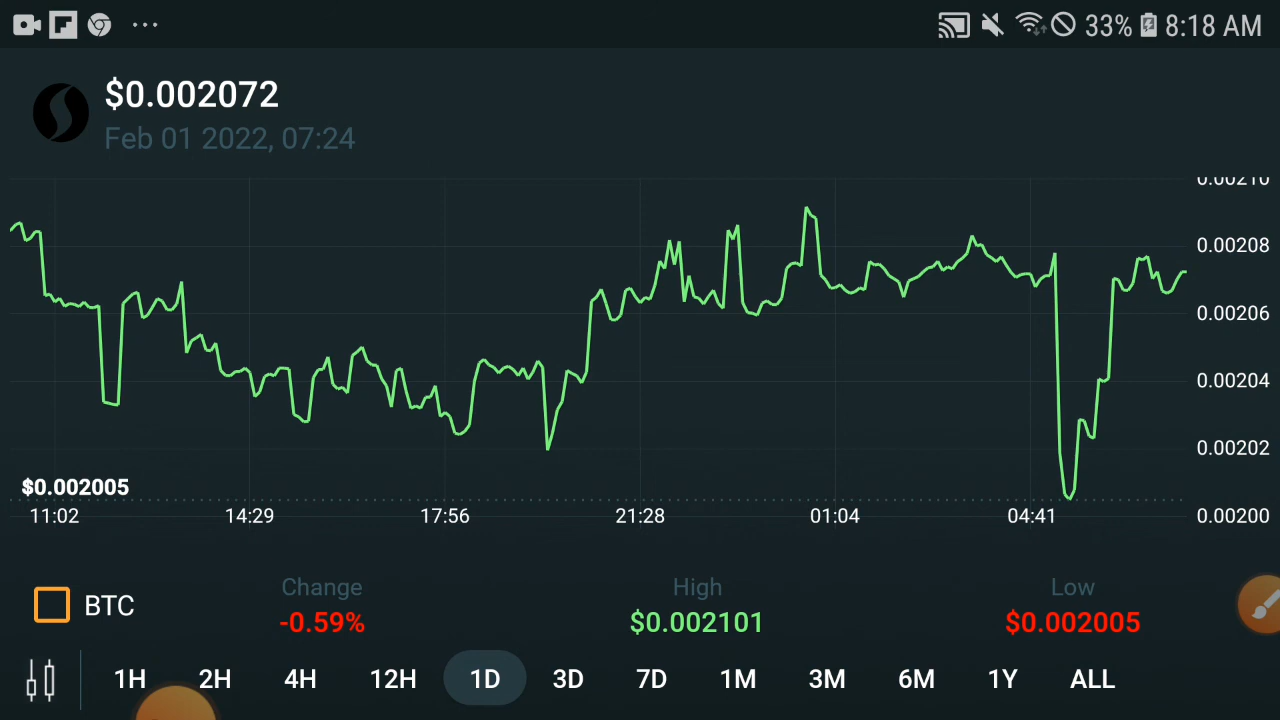 33% 8:18 AM
$0.002072
Feb 01 2022, 07:24
0.00210
0.00208
0.00206
0.00204
0.00202
$0.002005
11:02 14:29 17:56 21:28 01:04 04:41 0.00200
Change High Low
BTC -0.59% $0.002101 $0.002005
1H 2H 4H 12H 1D 3D 7D 1M 3M 6M 1Y ALL